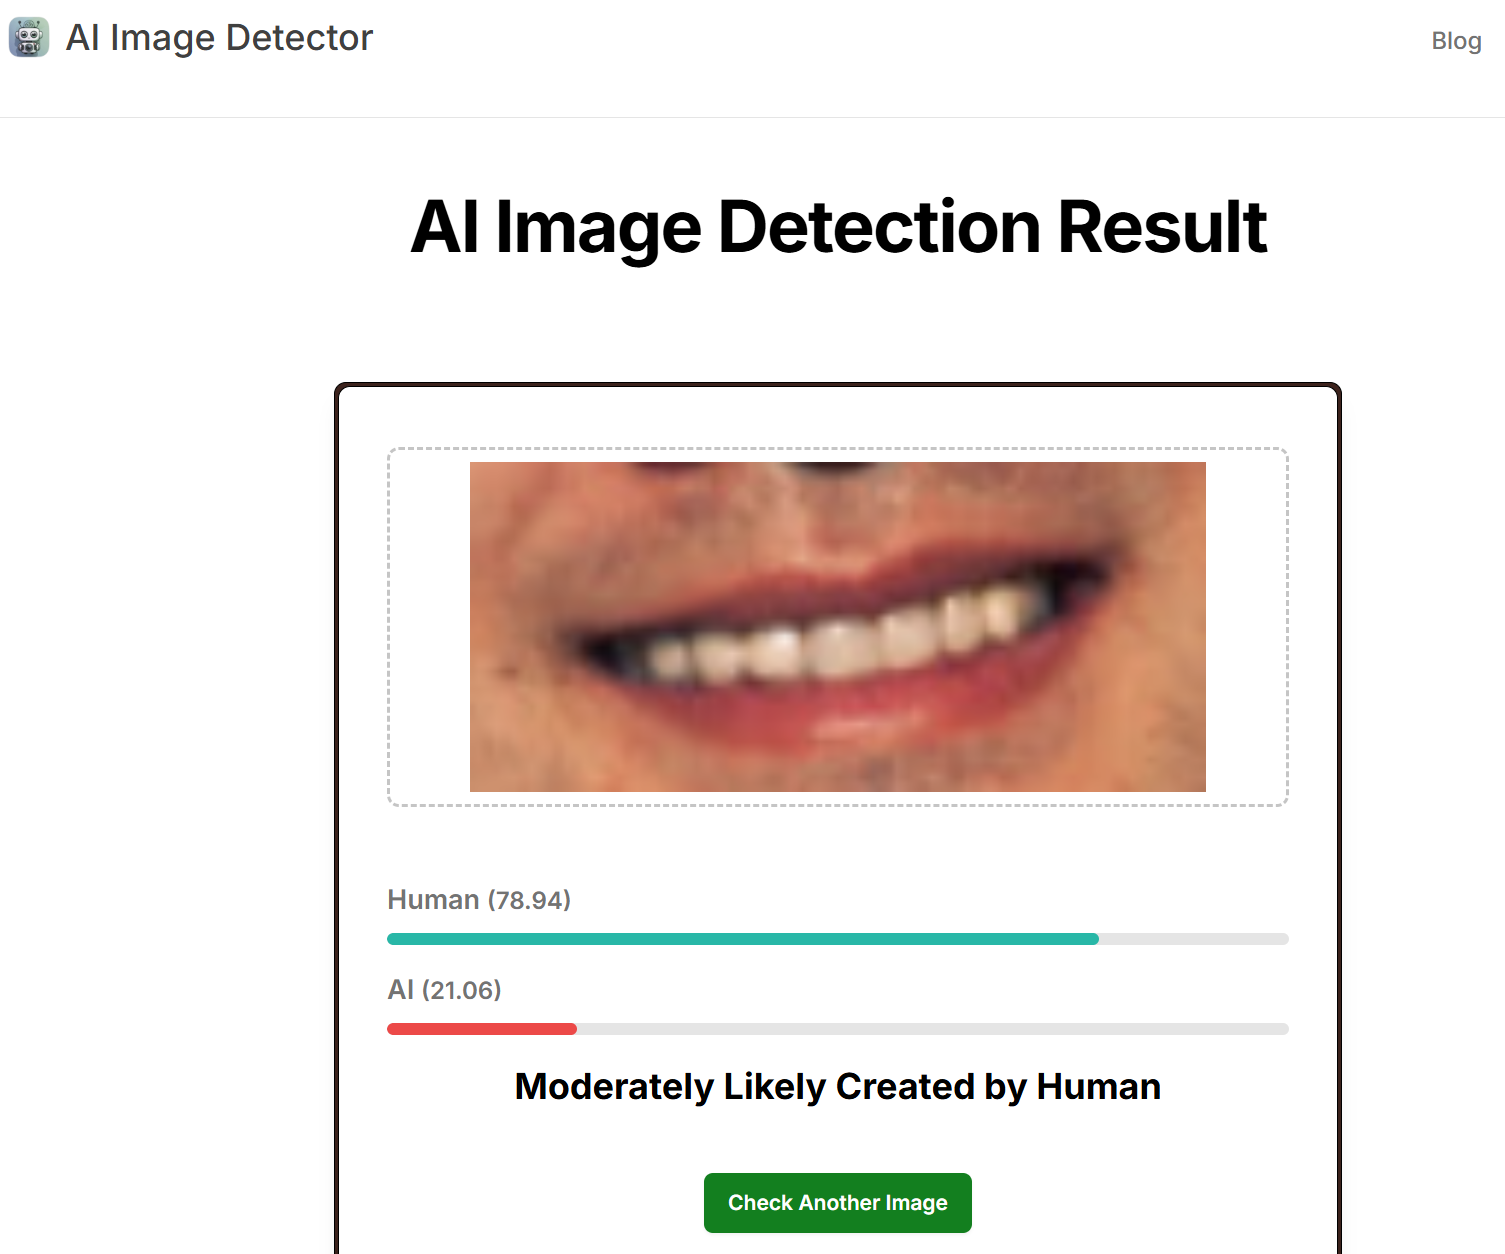 AI Image Detector
Blog
AI Image Detection Result
Human (78.94)
AI (21.06)
Moderately Likely Created by Human
Check Another Image